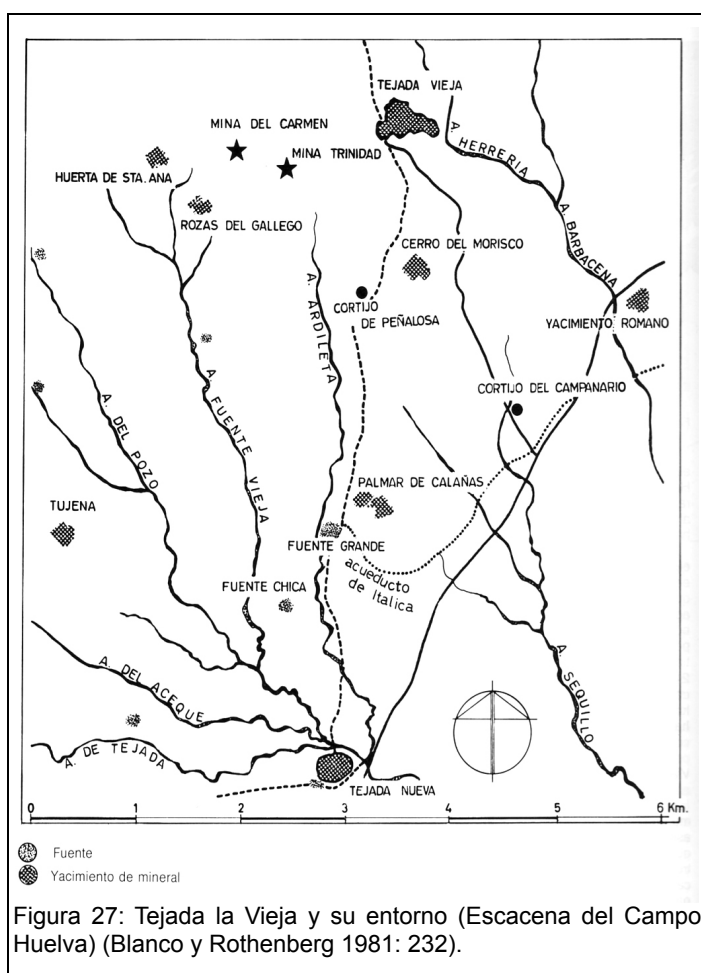 TEJADA VIEJA
MINA DEL CARMEN
MINA TRINIDAD
A. HERRERIA
HUERTA DE STA. ANA
ROZAS DEL GALLEGO
A. BARBACENA
CERRO DEL MORISCO
A. ARDILETA
CORTIJO
DE PEÑALOSA
YACIMIENTO ROMANO
A. FUENTE VIEJA
CORTIJO DEL CAMPANARIO
A. DEL POZO
PALMAR DE CALAÑAS
TUJENA
FUENTE GRANDE
acueducto
de Italica
FUENTE CHICA
A. SEQUILLO
A. DEL ACEQUE
A. DE TEJADA
TEJADA NUEVA
0 1 2 3 4 5 6 Km.
Fuente
Yacimiento de mineral
Figura 27: Tejada la Vieja y su entorno (Escacena del Campo
Huelva) (Blanco y Rothenberg 1981: 232).